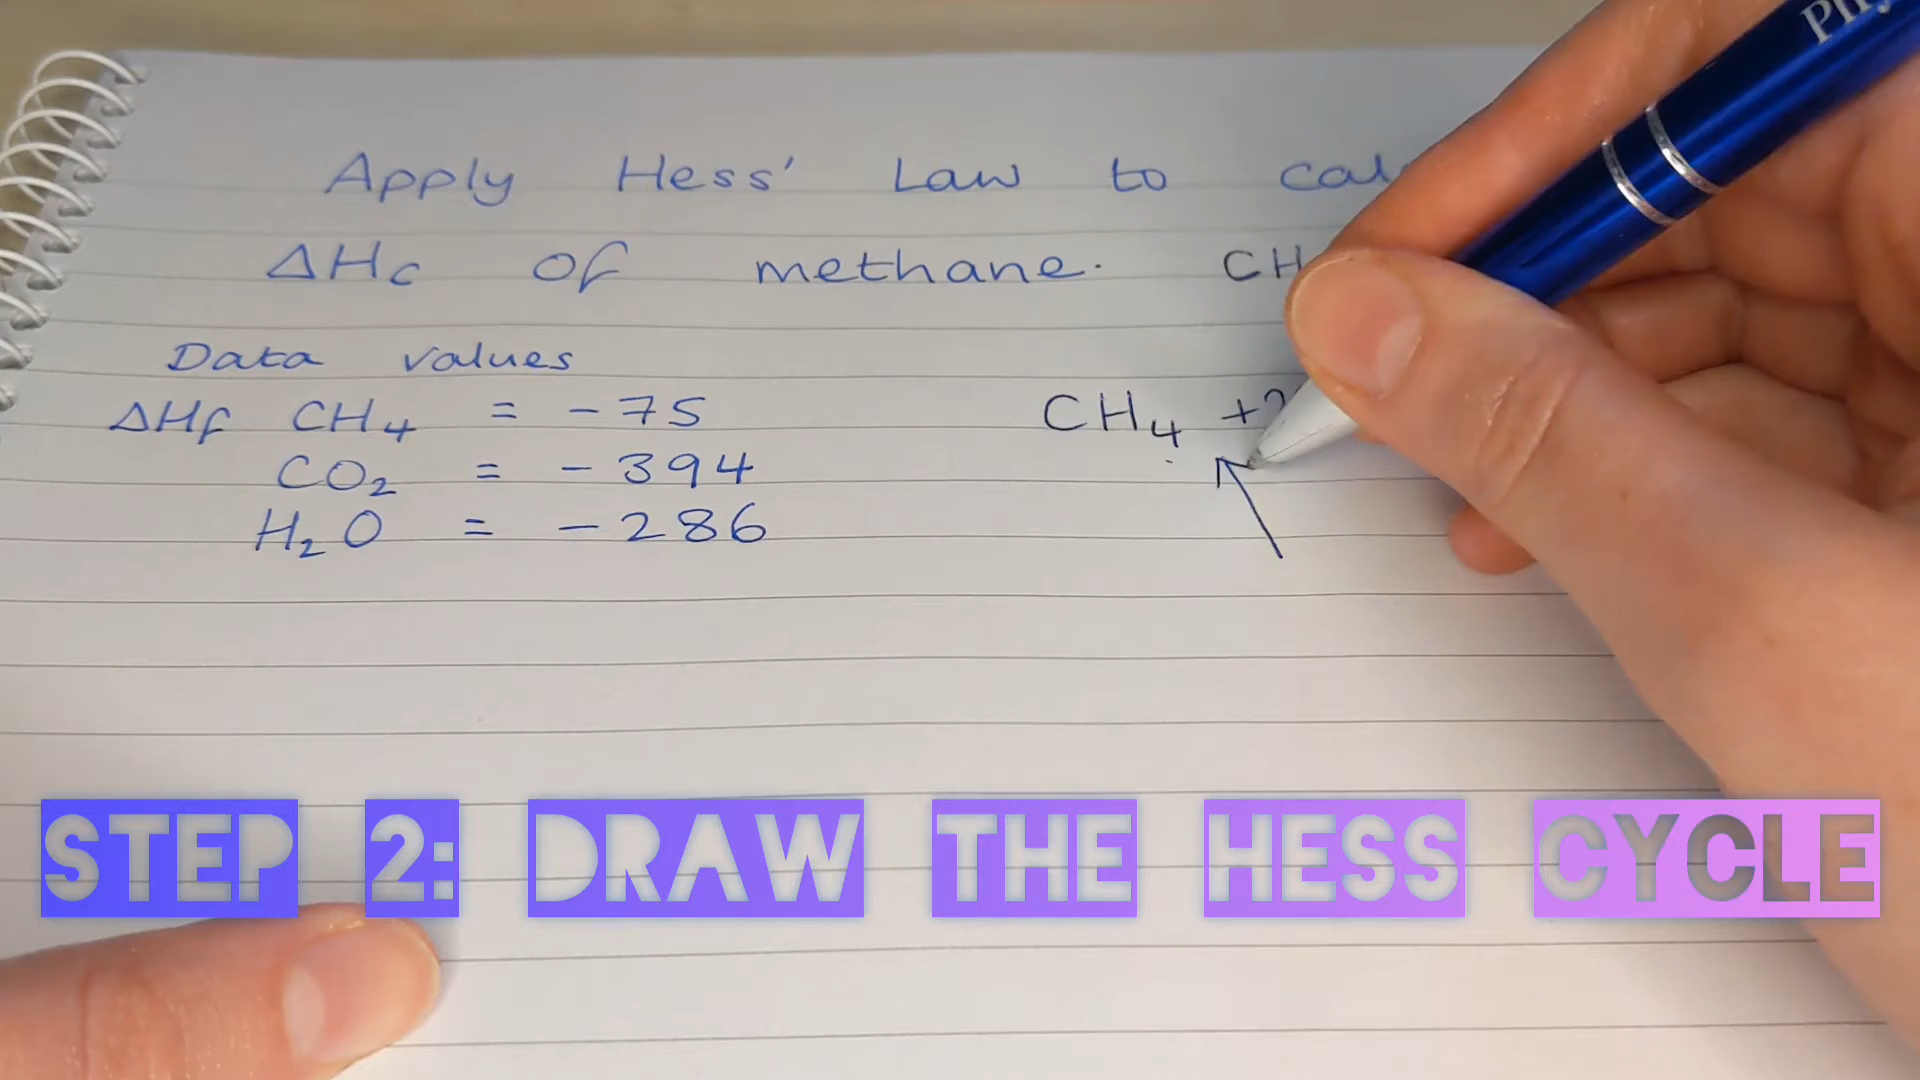 Apply Hess' Law to
ΔHc of methane. CH
Data values
ΔHf CH₄ = -75
CO₂ = -394
H₂O = -286
CH₄ +2
STEP 2: DRAW THE HESS CYCLE